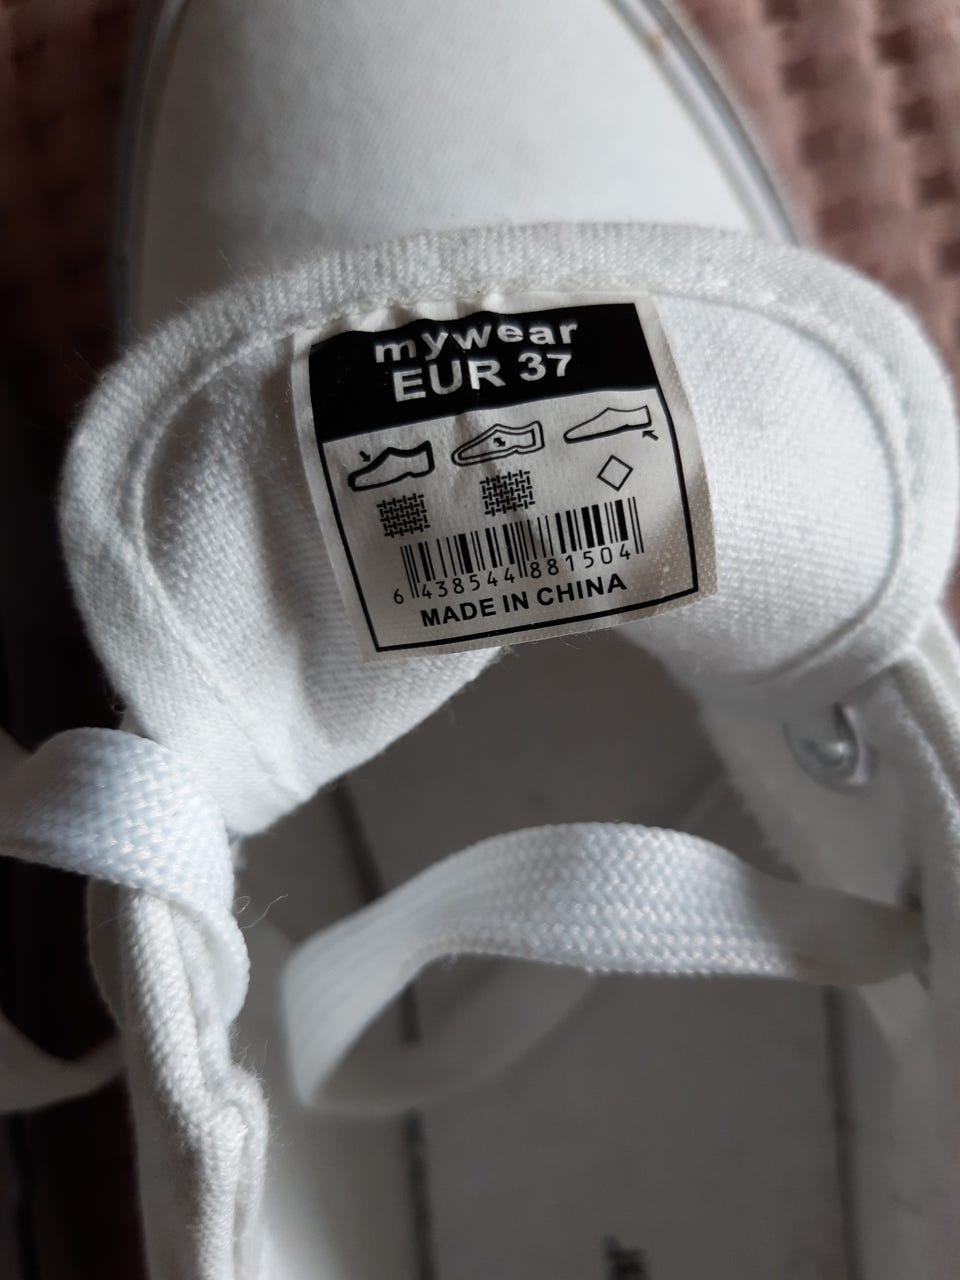 mywear
EUR 37
6 438544 881504
MADE IN CHINA